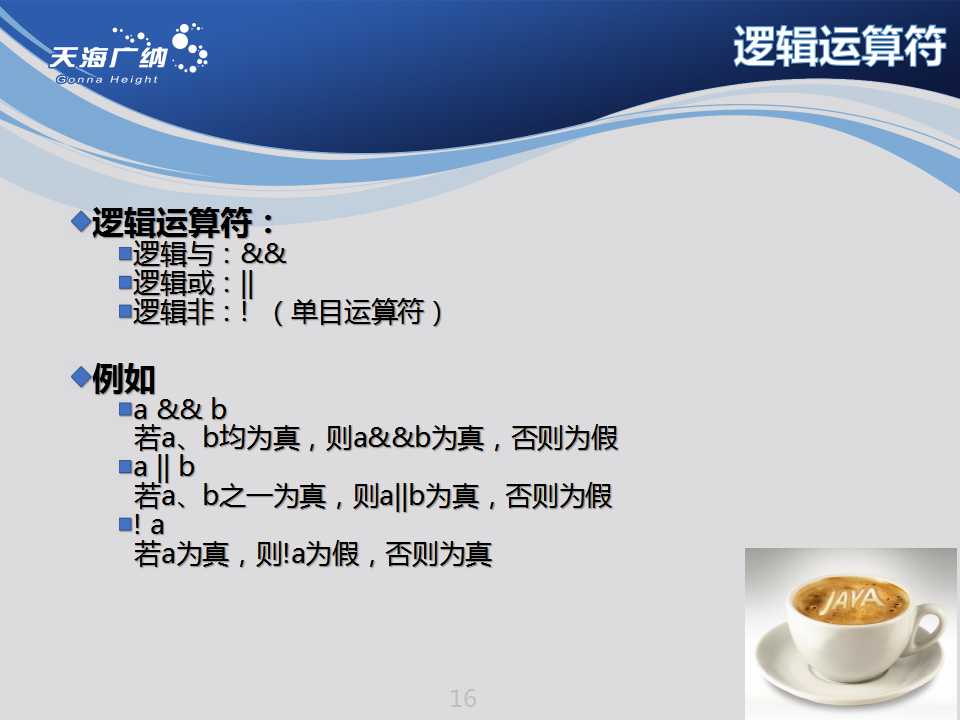 天海广纳
Gonna Height
逻辑运算符
逻辑运算符：
逻辑与：&&
逻辑或：||
逻辑非：！（单目运算符）
例如
a && b
若a、b均为真，则a&&b为真，否则为假
a || b
若a、b之一为真，则a||b为真，否则为假
! a
若a为真，则!a为假，否则为真
JAVA
16